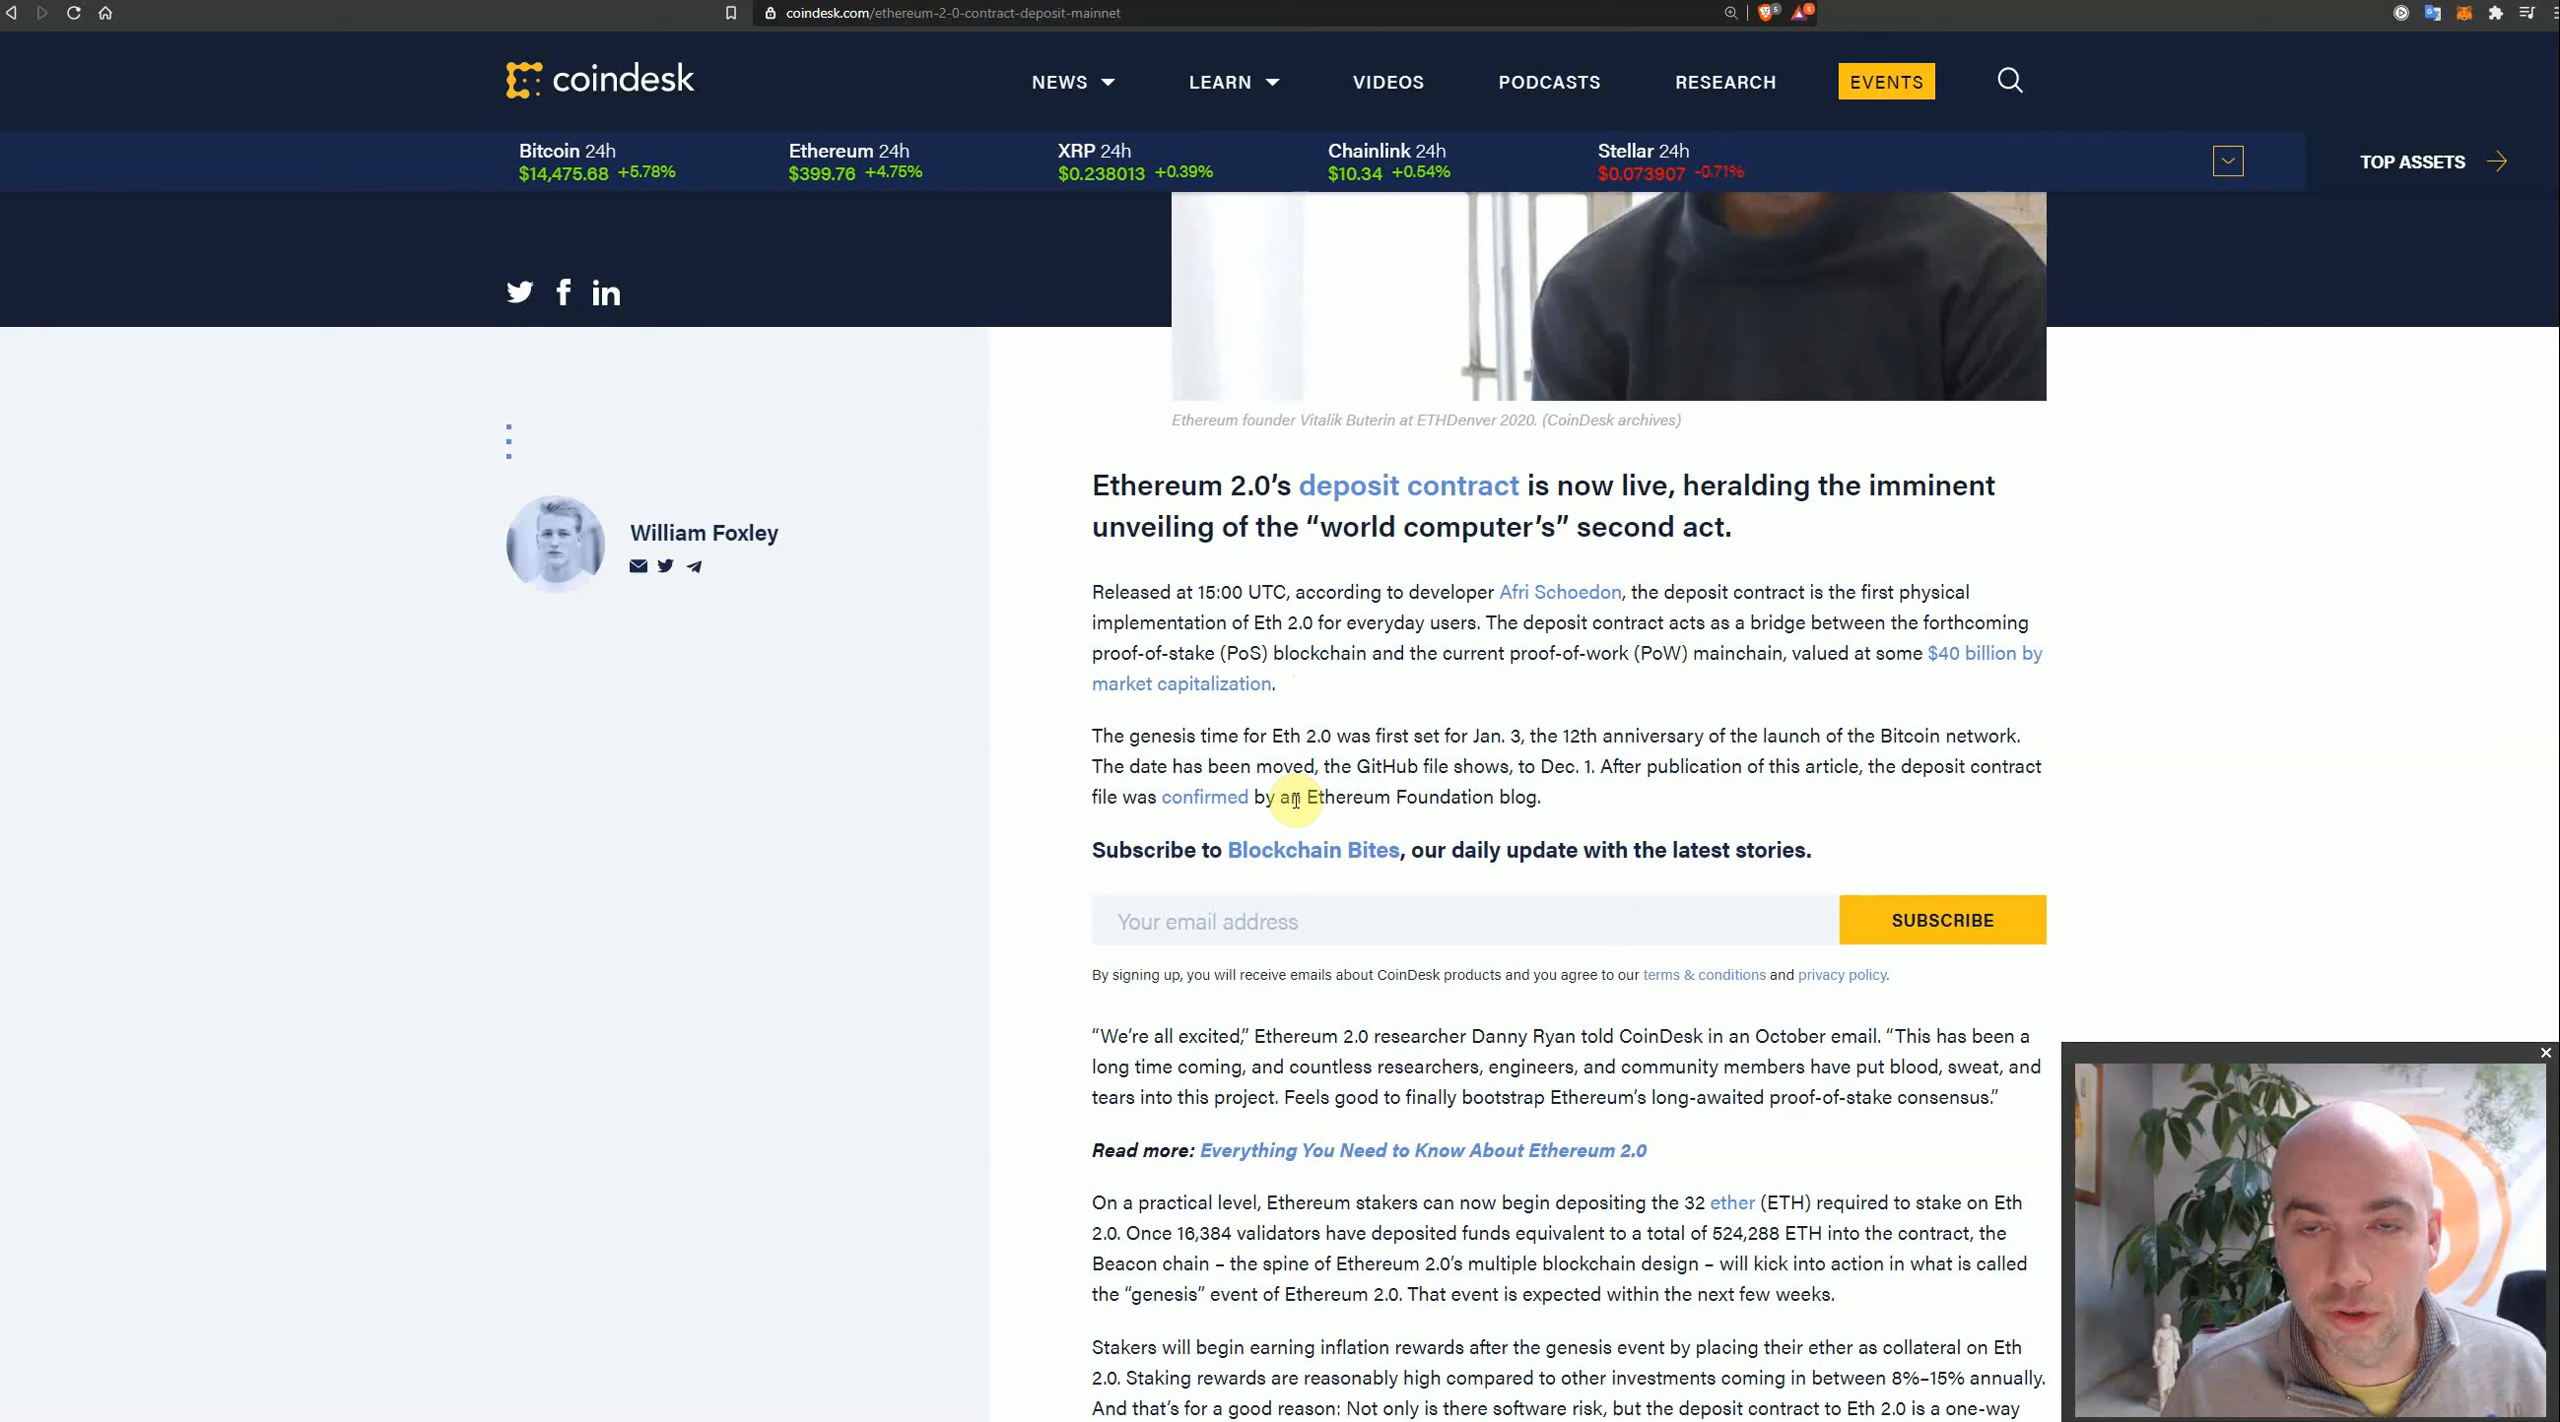 coindesk.com/ethereum-2-0-contract-deposit-mainnet
coindesk
NEWS
LEARN
VIDEOS
PODCASTS
RESEARCH
EVENTS
Bitcoin 24h
$14,475.68 +5.78%
Ethereum 24h
$399.76 +4.75%
XRP 24h
$0.238013 +0.39%
Chainlink 24h
$10.34 +0.54%
Stellar 24h
$0.073907 -0.71%
TOP ASSETS
Ethereum founder Vitalik Buterin at ETHDenver 2020. (CoinDesk archives)
William Foxley
Ethereum 2.0’s deposit contract is now live, heralding the imminent
unveiling of the “world computer’s” second act.
Released at 15:00 UTC, according to developer Afri Schoedon, the deposit contract is the first physical
implementation of Eth 2.0 for everyday users. The deposit contract acts as a bridge between the forthcoming
proof-of-stake (PoS) blockchain and the current proof-of-work (PoW) mainchain, valued at some $40 billion by
market capitalization.
The genesis time for Eth 2.0 was first set for Jan. 3, the 12th anniversary of the launch of the Bitcoin network.
The date has been moved, the GitHub file shows, to Dec. 1. After publication of this article, the deposit contract
file was confirmed by an Ethereum Foundation blog.
Subscribe to Blockchain Bites, our daily update with the latest stories.
Your email address
SUBSCRIBE
By signing up, you will receive emails about CoinDesk products and you agree to our terms & conditions and privacy policy.
“We’re all excited,” Ethereum 2.0 researcher Danny Ryan told CoinDesk in an October email. “This has been a
long time coming, and countless researchers, engineers, and community members have put blood, sweat, and
tears into this project. Feels good to finally bootstrap Ethereum’s long-awaited proof-of-stake consensus.”
Read more: Everything You Need to Know About Ethereum 2.0
On a practical level, Ethereum stakers can now begin depositing the 32 ether (ETH) required to stake on Eth
2.0. Once 16,384 validators have deposited funds equivalent to a total of 524,288 ETH into the contract, the
Beacon chain – the spine of Ethereum 2.0’s multiple blockchain design – will kick into action in what is called
the “genesis” event of Ethereum 2.0. That event is expected within the next few weeks.
Stakers will begin earning inflation rewards after the genesis event by placing their ether as collateral on Eth
2.0. Staking rewards are reasonably high compared to other investments coming in between 8%–15% annually.
And that’s for a good reason: Not only is there software risk, but the deposit contract to Eth 2.0 is a one-way